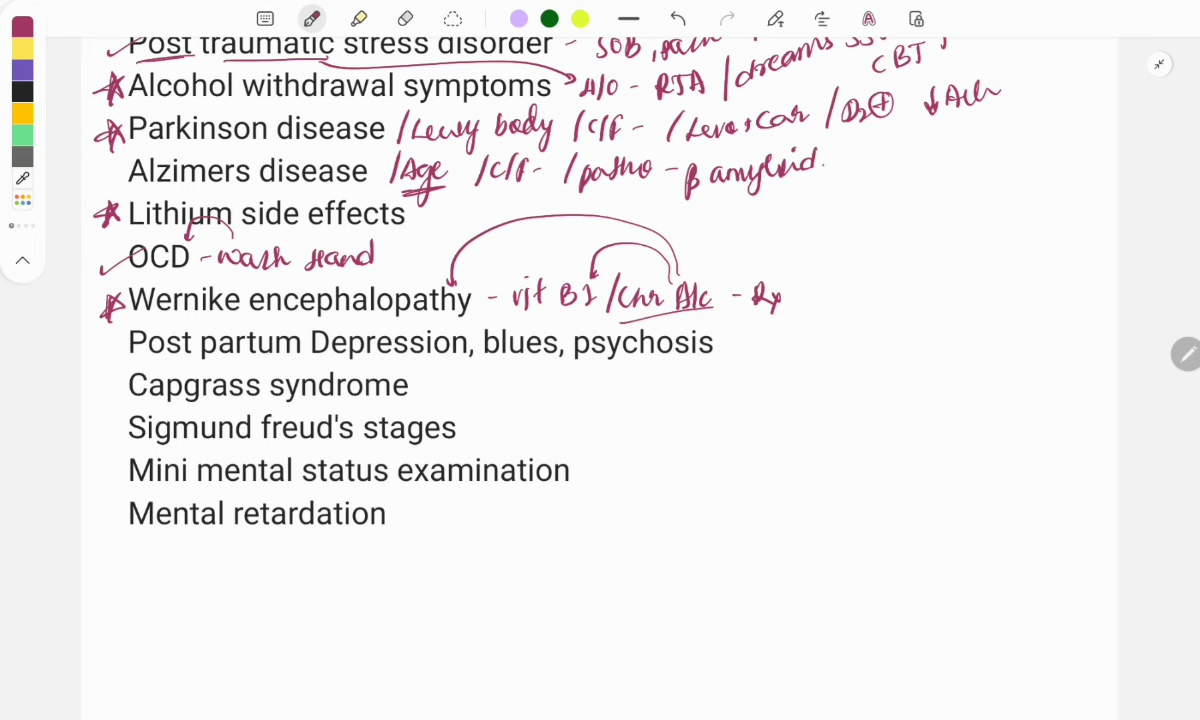 Post traumatic stress disorder - SOB, pain
Alcohol withdrawal symptoms H/O - RTA / dreams CBT
Parkinson disease / Lewy body / C/F - / Levo + Car / Ds⊕ ↓ Ach
Alzimers disease / Age / C/F - / patho - β amyloid.
Lithium side effects
OCD - wash hand
Wernike encephalopathy - vit B1 / Chr Alc - Rx
Post partum Depression, blues, psychosis
Capgrass syndrome
Sigmund freud's stages
Mini mental status examination
Mental retardation